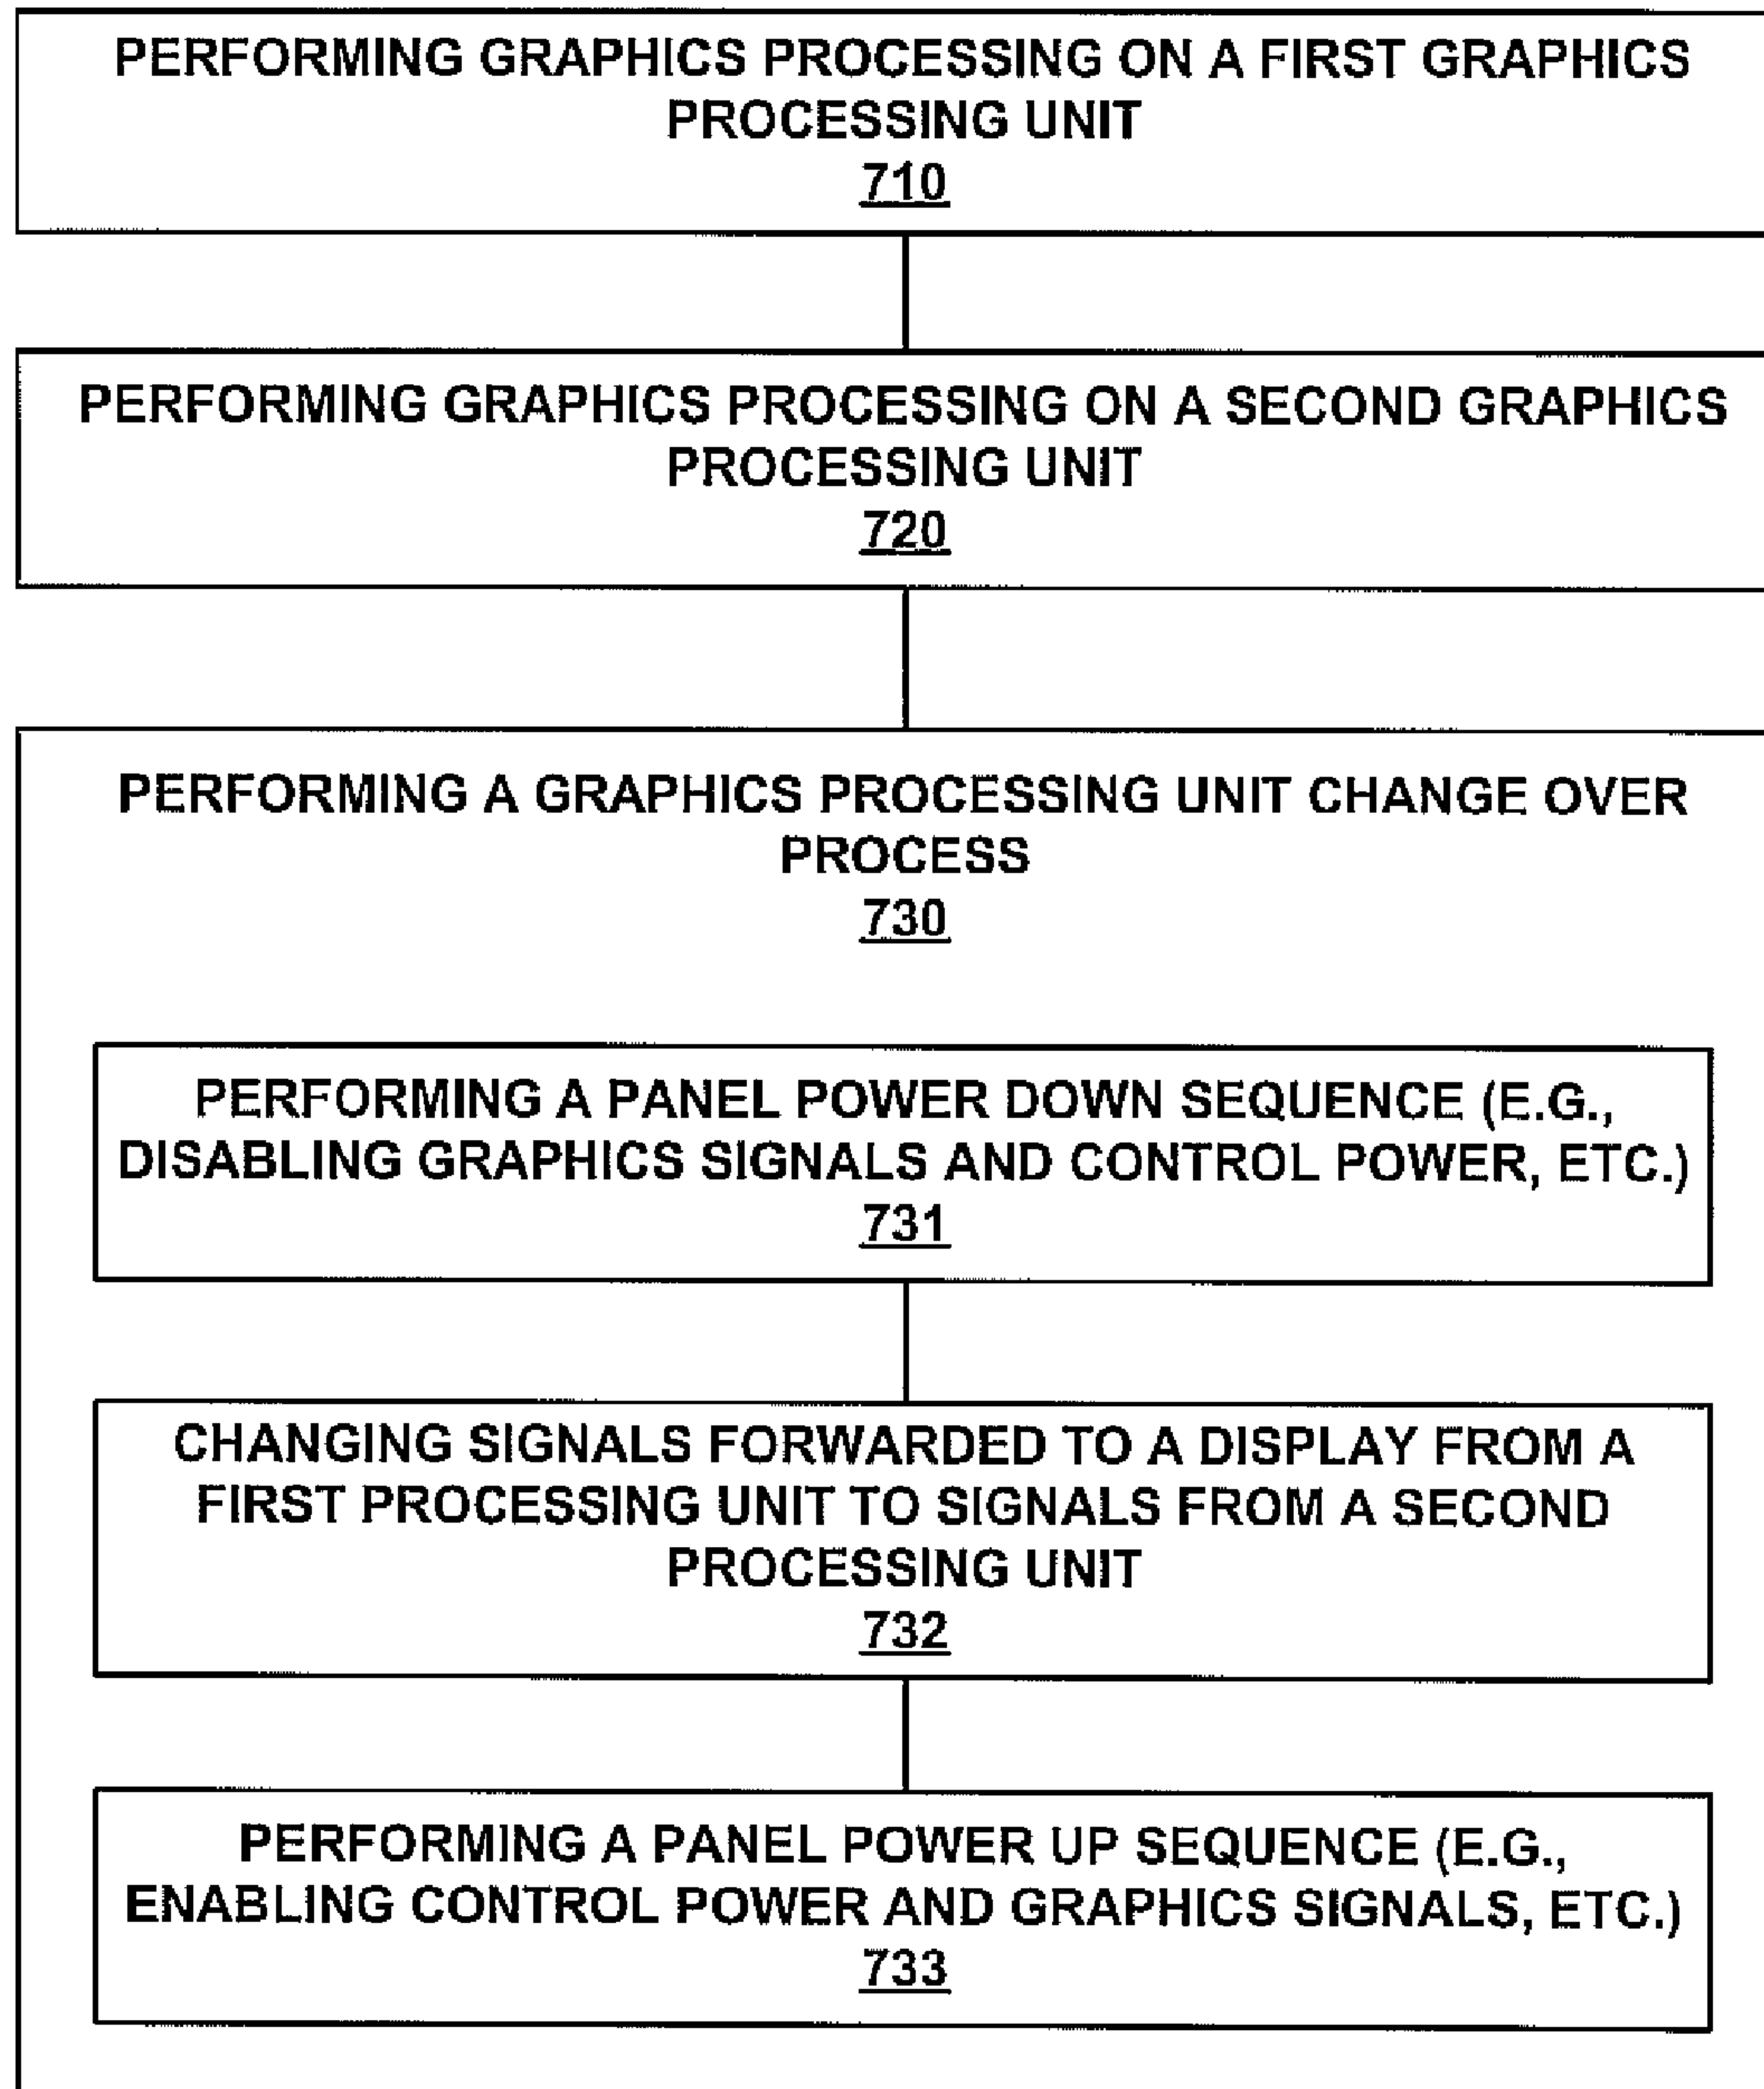 PERFORMING GRAPHICS PROCESSING ON A FIRST GRAPHICS
PROCESSING UNIT
710
PERFORMING GRAPHICS PROCESSING ON A SECOND GRAPHICS
PROCESSING UNIT
720
PERFORMING A GRAPHICS PROCESSING UNIT CHANGE OVER
PROCESS
730
PERFORMING A PANEL POWER DOWN SEQUENCE (E.G.,
DISABLING GRAPHICS SIGNALS AND CONTROL POWER, ETC.)
731
CHANGING SIGNALS FORWARDED TO A DISPLAY FROM A
FIRST PROCESSING UNIT TO SIGNALS FROM A SECOND
PROCESSING UNIT
732
PERFORMING A PANEL POWER UP SEQUENCE (E.G.,
ENABLING CONTROL POWER AND GRAPHICS SIGNALS, ETC.)
733